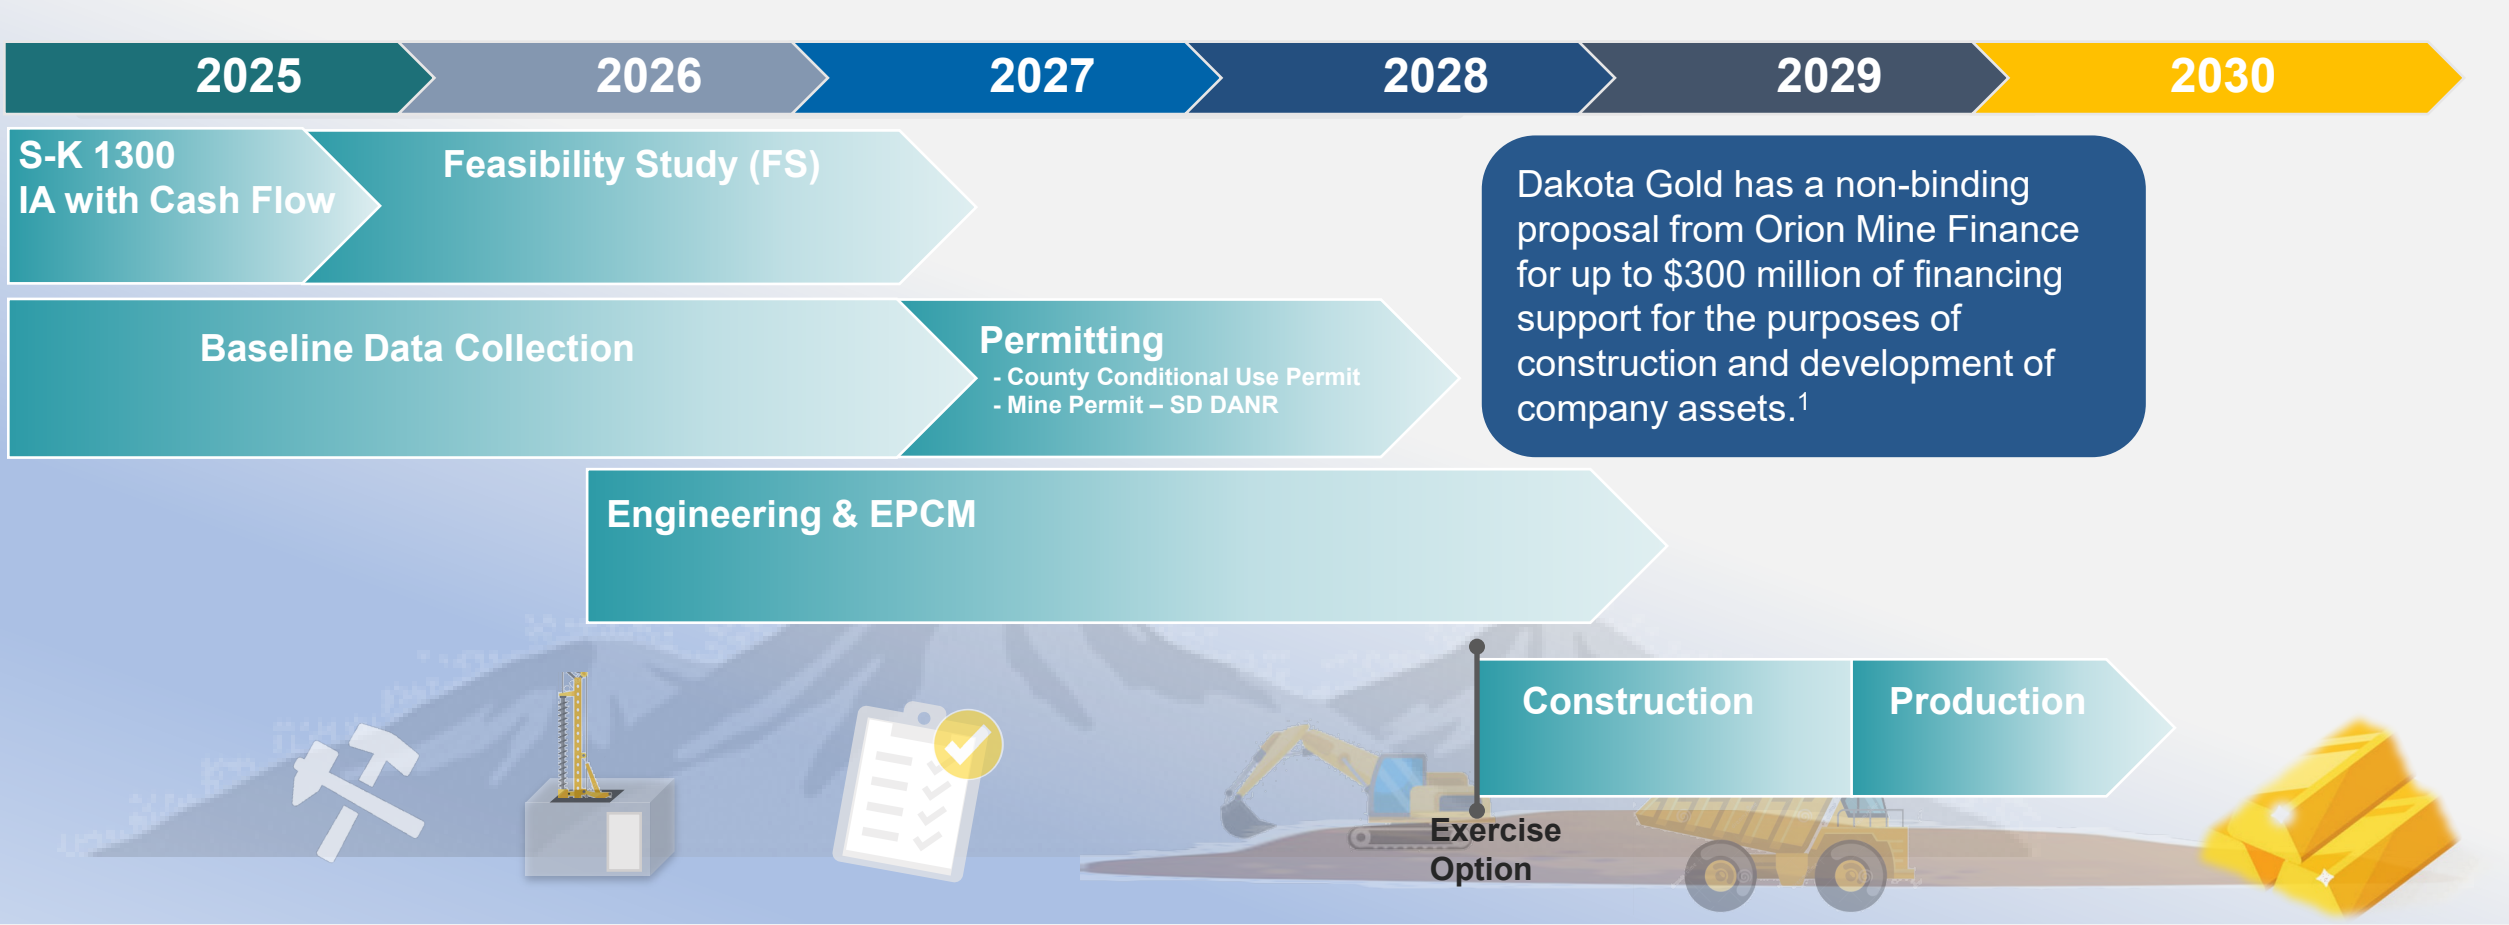 2025
2026
2027
2028
2029
2030
S-K 1300
IA with Cash Flow
Feasibility Study (FS)
Dakota Gold has a non-binding
proposal from Orion Mine Finance
for up to $300 million of financing
support for the purposes of
construction and development of
company assets.¹
Baseline Data Collection
Permitting
- County Conditional Use Permit
- Mine Permit – SD DANR
Engineering & EPCM
Construction
Production
Exercise
Option